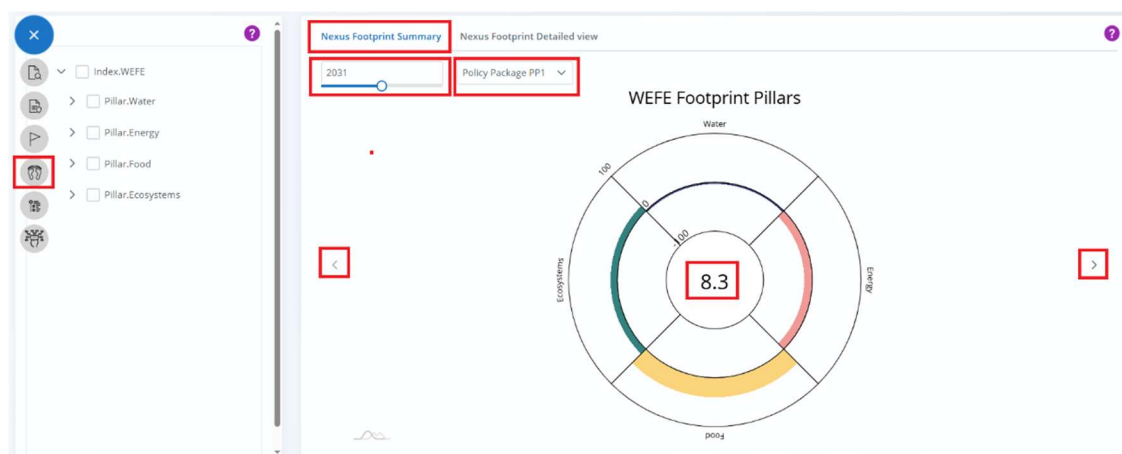 ×
?
Index.WEFE
Pillar.Water
Pillar.Energy
Pillar.Food
Pillar.Ecosystems
Nexus Footprint Summary Nexus Footprint Detailed view
?
2031 Policy Package PP1
WEFE Footprint Pillars
Water
100
0
-100
8.3
Ecosystems
Energy
Food